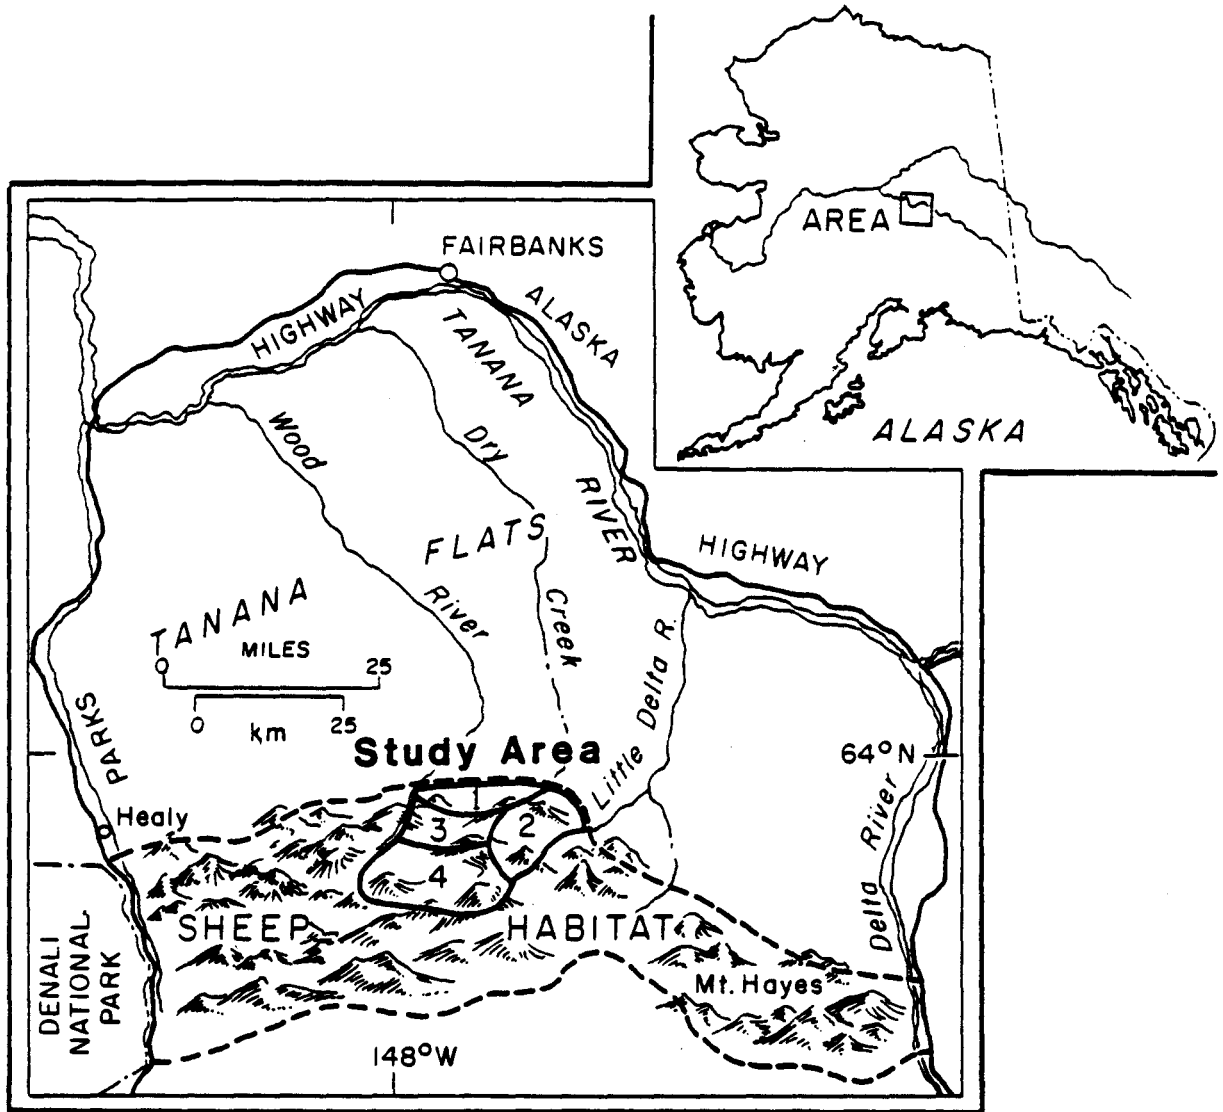 AREA
ALASKA
FAIRBANKS
ALASKA
HIGHWAY
TANANA
RIVER
HIGHWAY
Wood
River
Dry
Creek
TANANA
FLATS
MILES
0 25
0 25
km
Little Delta R.
PARKS
Study Area
64°N
Healy
1
3 2
4
SHEEP HABITAT
Delta River
DENALI
NATIONAL
PARK
Mt. Hayes
148°W